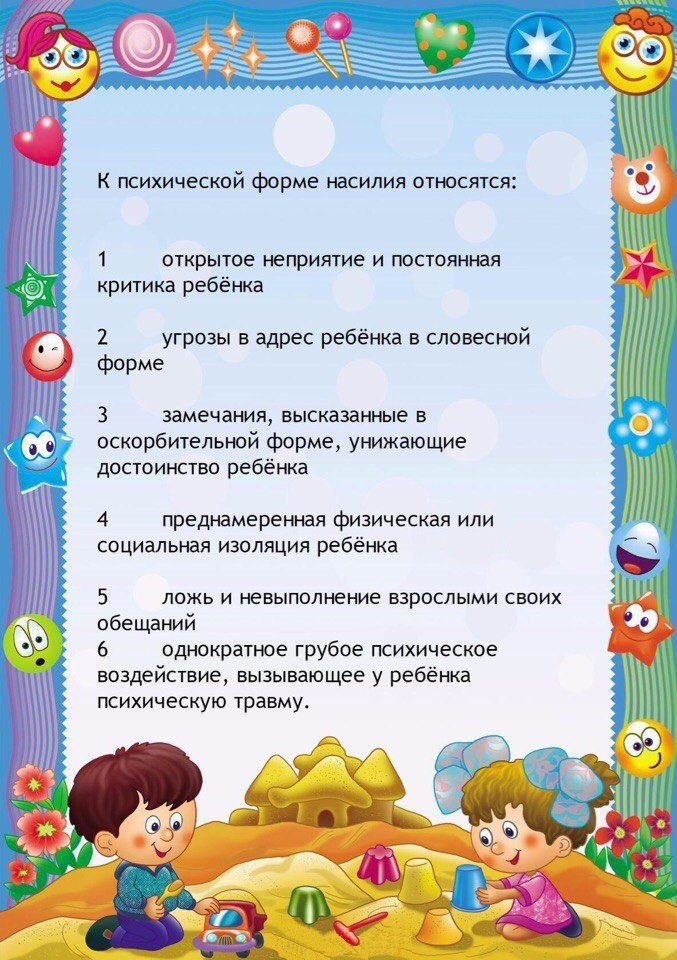 К психической форме насилия относятся:
1 открытое неприятие и постоянная
критика ребёнка
2 угрозы в адрес ребёнка в словесной
форме
3 замечания, высказанные в
оскорбительной форме, унижающие
достоинство ребёнка
4 преднамеренная физическая или
социальная изоляция ребёнка
5 ложь и невыполнение взрослыми своих
обещаний
6 однократное грубое психическое
воздействие, вызывающее у ребёнка
психическую травму.